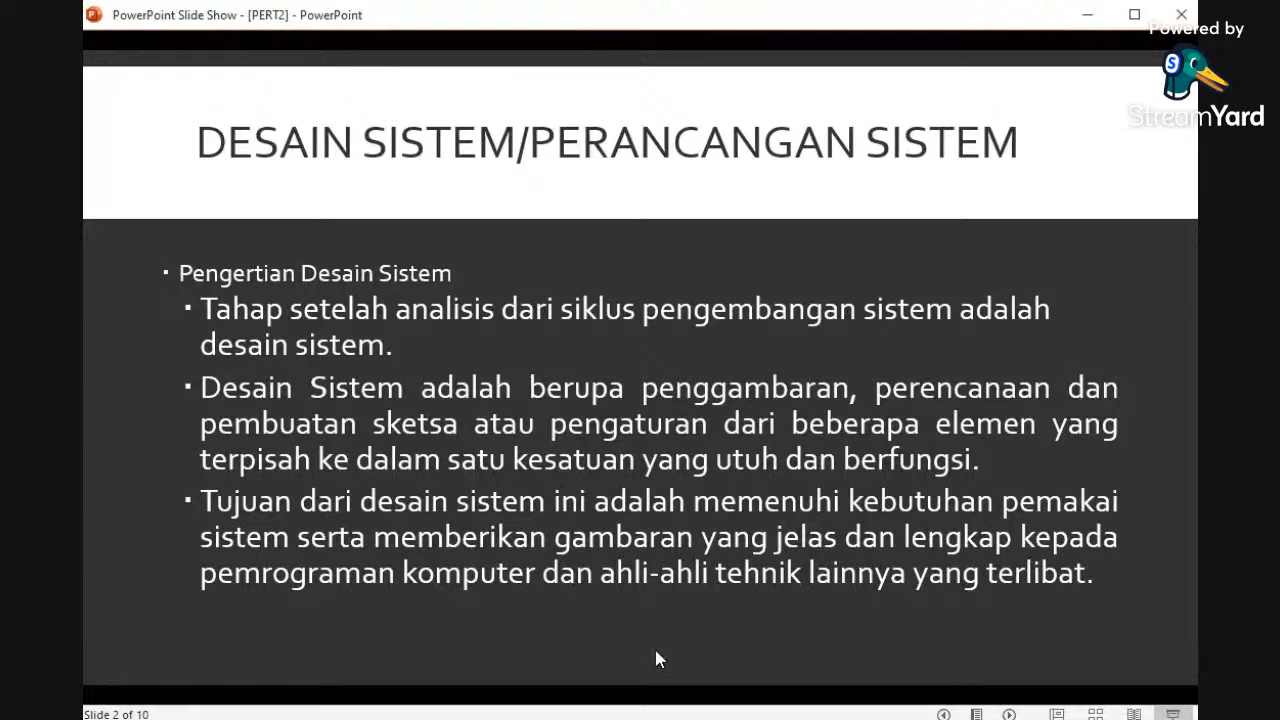 PowerPoint Slide Show - [PERT2] - PowerPoint
Powered by
S
StreamYard
DESAIN SISTEM/PERANCANGAN SISTEM
▪ Pengertian Desain Sistem
▪ Tahap setelah analisis dari siklus pengembangan sistem adalah
desain sistem.
▪ Desain Sistem adalah berupa penggambaran, perencanaan dan
pembuatan sketsa atau pengaturan dari beberapa elemen yang
terpisah ke dalam satu kesatuan yang utuh dan berfungsi.
▪ Tujuan dari desain sistem ini adalah memenuhi kebutuhan pemakai
sistem serta memberikan gambaran yang jelas dan lengkap kepada
pemrograman komputer dan ahli-ahli tehnik lainnya yang terlibat.
Slide 2 of 10